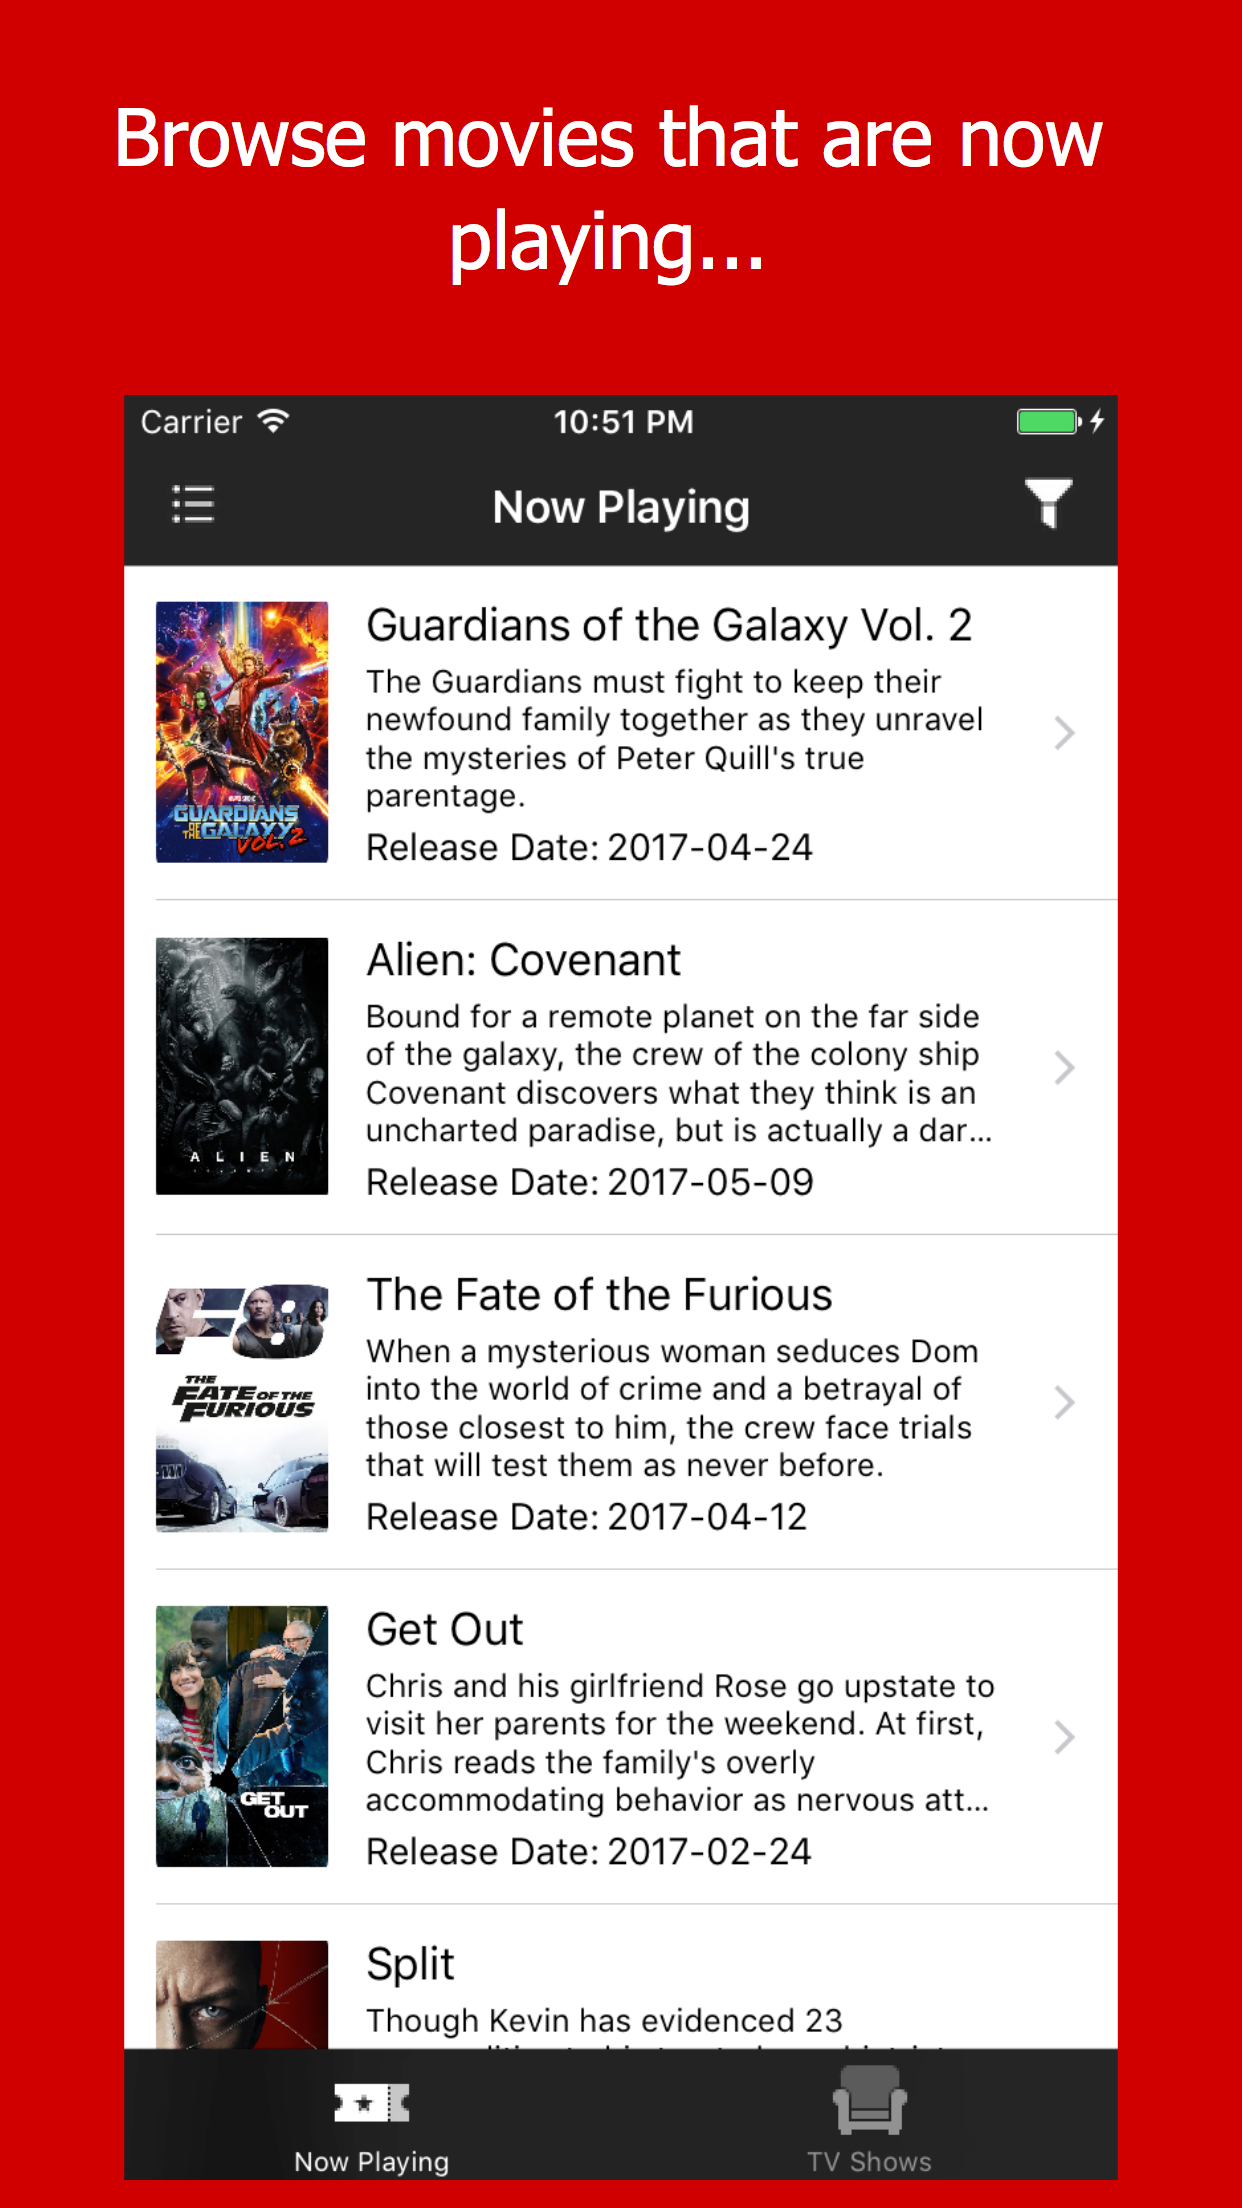 Browse movies that are now
playing...
Carrier
10:51 PM
Now Playing
GUARDIANS
OF THE GALAXY
VOL. 2
Guardians of the Galaxy Vol. 2
The Guardians must fight to keep their
newfound family together as they unravel
the mysteries of Peter Quill's true
parentage.
Release Date: 2017-04-24
ALIEN
Alien: Covenant
Bound for a remote planet on the far side
of the galaxy, the crew of the colony ship
Covenant discovers what they think is an
uncharted paradise, but is actually a dar...
Release Date: 2017-05-09
F8
THE
FATE OF THE
FURIOUS
The Fate of the Furious
When a mysterious woman seduces Dom
into the world of crime and a betrayal of
those closest to him, the crew face trials
that will test them as never before.
Release Date: 2017-04-12
GET
OUT
Get Out
Chris and his girlfriend Rose go upstate to
visit her parents for the weekend. At first,
Chris reads the family's overly
accommodating behavior as nervous att...
Release Date: 2017-02-24
Split
Though Kevin has evidenced 23
Now Playing
TV Shows